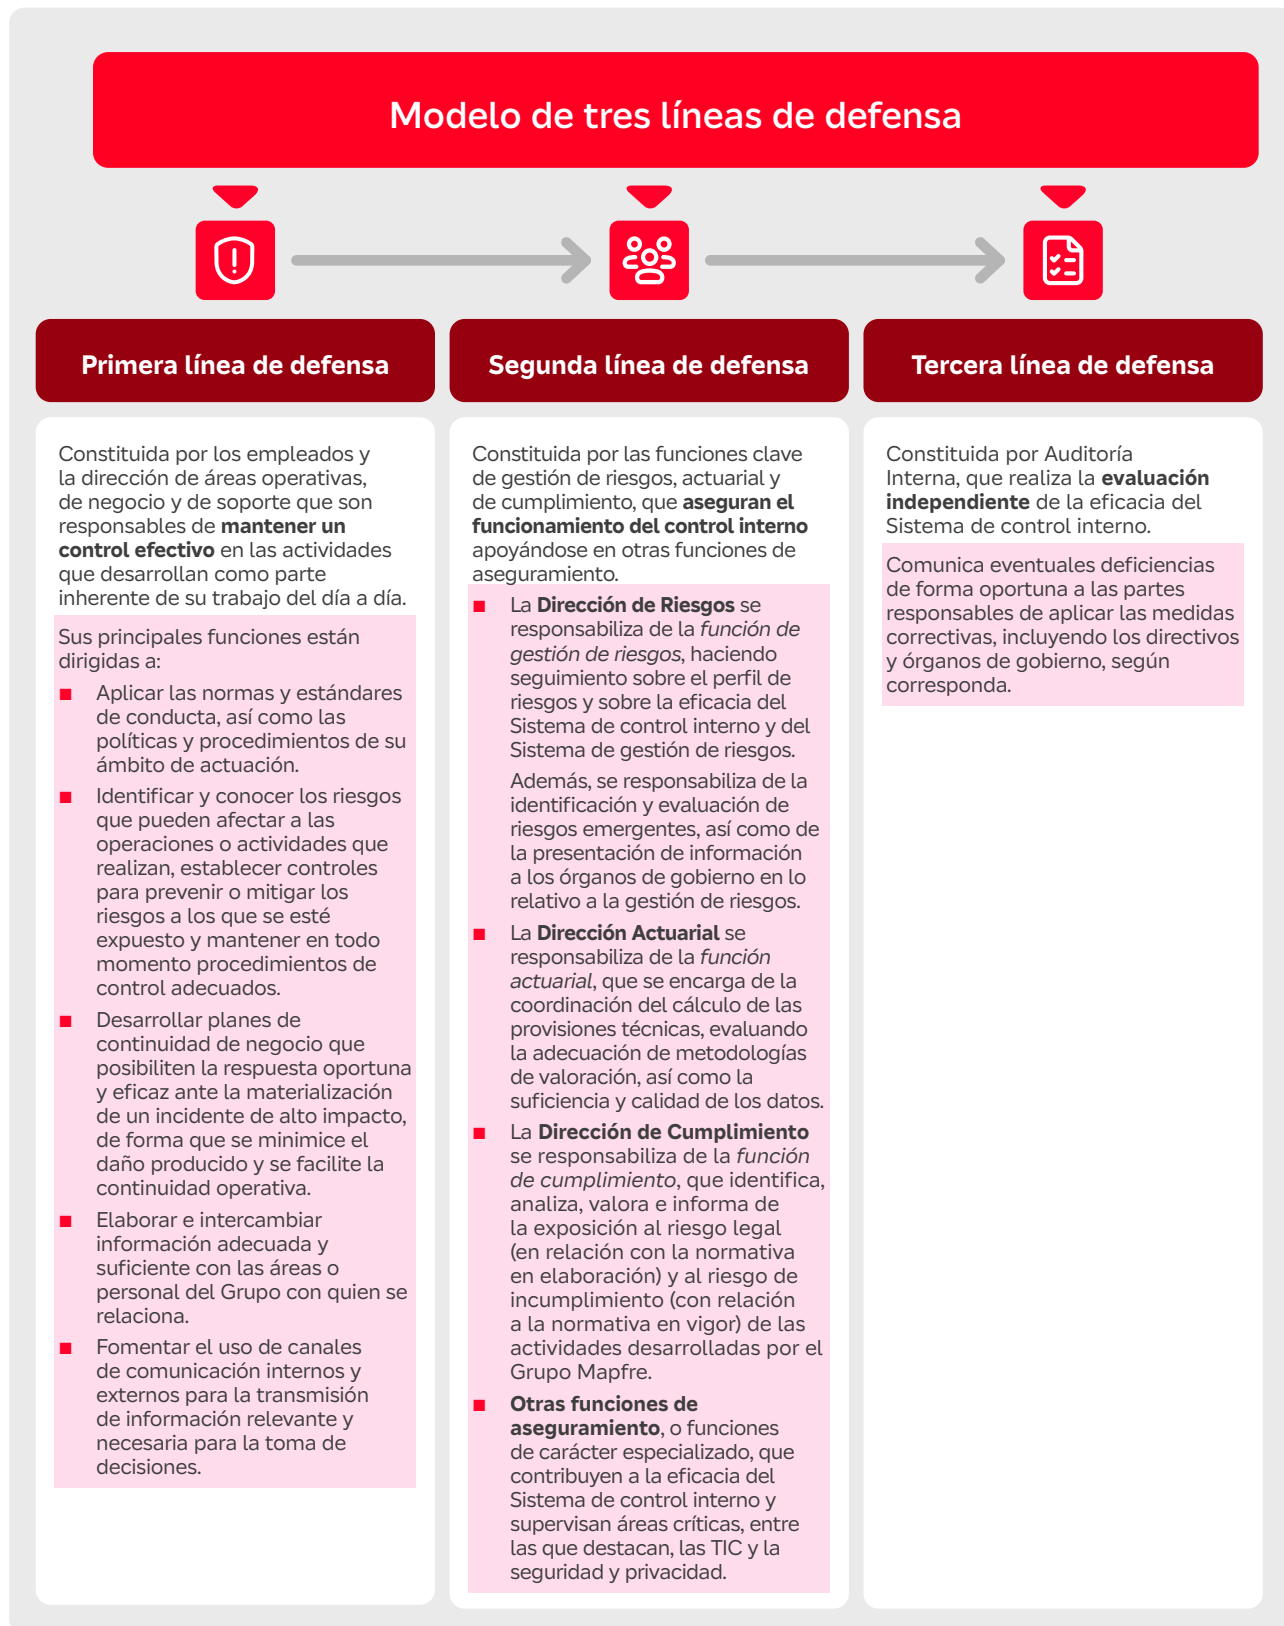 Modelo de tres líneas de defensa
Primera línea de defensa
Constituida por los empleados y
la dirección de áreas operativas,
de negocio y de soporte que son
responsables de mantener un
control efectivo en las actividades
que desarrollan como parte
inherente de su trabajo del día a día.
Sus principales funciones están
dirigidas a:
■ Aplicar las normas y estándares
de conducta, así como las
políticas y procedimientos de su
ámbito de actuación.
■ Identificar y conocer los riesgos
que pueden afectar a las
operaciones o actividades que
realizan, establecer controles
para prevenir o mitigar los
riesgos a los que se esté
expuesto y mantener en todo
momento procedimientos de
control adecuados.
■ Desarrollar planes de
continuidad de negocio que
posibiliten la respuesta oportuna
y eficaz ante la materialización
de un incidente de alto impacto,
de forma que se minimice el
daño producido y se facilite la
continuidad operativa.
■ Elaborar e intercambiar
información adecuada y
suficiente con las áreas o
personal del Grupo con quien se
relaciona.
■ Fomentar el uso de canales
de comunicación internos y
externos para la transmisión
de información relevante y
necesaria para la toma de
decisiones.
Segunda línea de defensa
Constituida por las funciones clave
de gestión de riesgos, actuarial y
de cumplimiento, que aseguran el
funcionamiento del control interno
apoyándose en otras funciones de
aseguramiento.
■ La Dirección de Riesgos se
responsabiliza de la función de
gestión de riesgos, haciendo
seguimiento sobre el perfil de
riesgos y sobre la eficacia del
Sistema de control interno y del
Sistema de gestión de riesgos.
Además, se responsabiliza de la
identificación y evaluación de
riesgos emergentes, así como de
la presentación de información
a los órganos de gobierno en lo
relativo a la gestión de riesgos.
■ La Dirección Actuarial se
responsabiliza de la función
actuarial, que se encarga de la
coordinación del cálculo de las
provisiones técnicas, evaluando
la adecuación de metodologías
de valoración, así como la
suficiencia y calidad de los datos.
■ La Dirección de Cumplimiento
se responsabiliza de la función
de cumplimiento, que identifica,
analiza, valora e informa de
la exposición al riesgo legal
(en relación con la normativa
en elaboración) y al riesgo de
incumplimiento (con relación
a la normativa en vigor) de las
actividades desarrolladas por el
Grupo Mapfre.
■ Otras funciones de
aseguramiento, o funciones
de carácter especializado, que
contribuyen a la eficacia del
Sistema de control interno y
supervisan áreas críticas, entre
las que destacan, las TIC y la
seguridad y privacidad.
Tercera línea de defensa
Constituida por Auditoría
Interna, que realiza la evaluación
independiente de la eficacia del
Sistema de control interno.
Comunica eventuales deficiencias
de forma oportuna a las partes
responsables de aplicar las medidas
correctivas, incluyendo los directivos
y órganos de gobierno, según
corresponda.